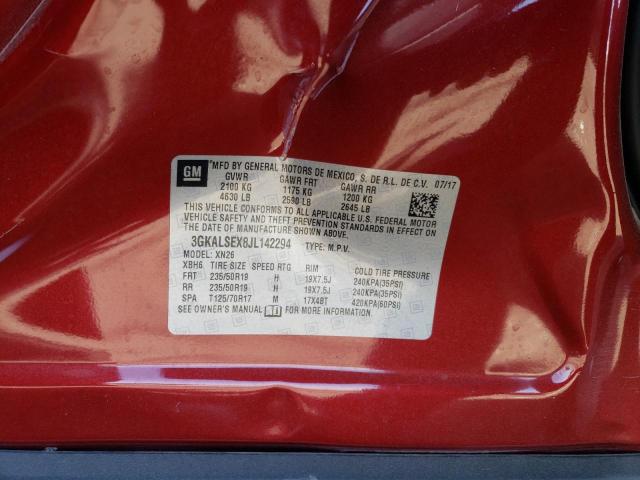 GM
MFD BY GENERAL MOTORS DE MEXICO, S. DE R.L. DE C.V. 07/17
GVWR GAWR FRT GAWR RR
2100 KG 1175 KG 1200 KG
4630 LB 2590 LB 2645 LB
THIS VEHICLE CONFORMS TO ALL APPLICABLE U.S. FEDERAL MOTOR
VEHICLE SAFETY AND THEFT PREVENTION STANDARDS IN EFFECT ON
THE DATE OF MANUFACTURE SHOWN ABOVE.
3GKALSEX8JL142294 TYPE: M.P.V.
MODEL: XN26
XBH6 TIRE SIZE SPEED RTG RIM COLD TIRE PRESSURE
FRT 235/50R19 H 19X7.5J 240KPA(35PSI)
RR 235/50R19 H 19X7.5J 240KPA(35PSI)
SPA T125/70R17 M 17X4BT 420KPA(60PSI)
SEE OWNER'S MANUAL FOR MORE INFORMATION.